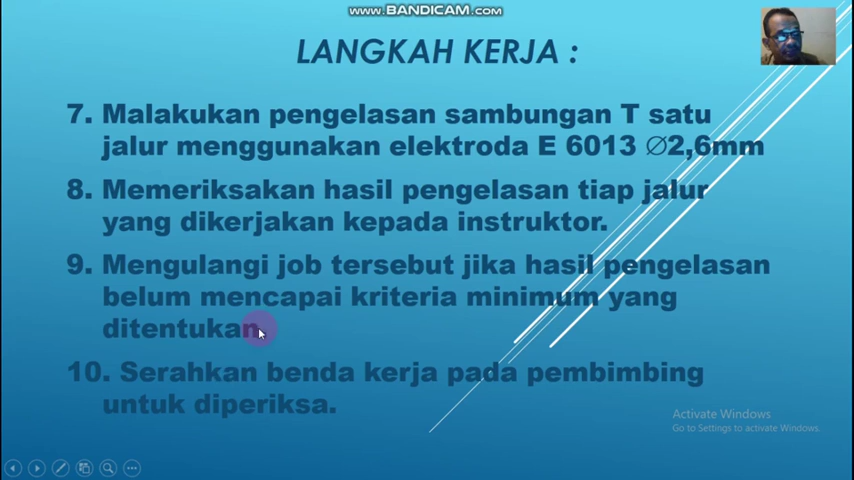 www.BANDICAM.com
LANGKAH KERJA :
7. Malakukan pengelasan sambungan T satu
jalur menggunakan elektroda E 6013 ∅2,6mm
8. Memeriksakan hasil pengelasan tiap jalur
yang dikerjakan kepada instruktor.
9. Mengulangi job tersebut jika hasil pengelasan
belum mencapai kriteria minimum yang
ditentukan.
10. Serahkan benda kerja pada pembimbing
untuk diperiksa.
Activate Windows
Go to Settings to activate Windows.